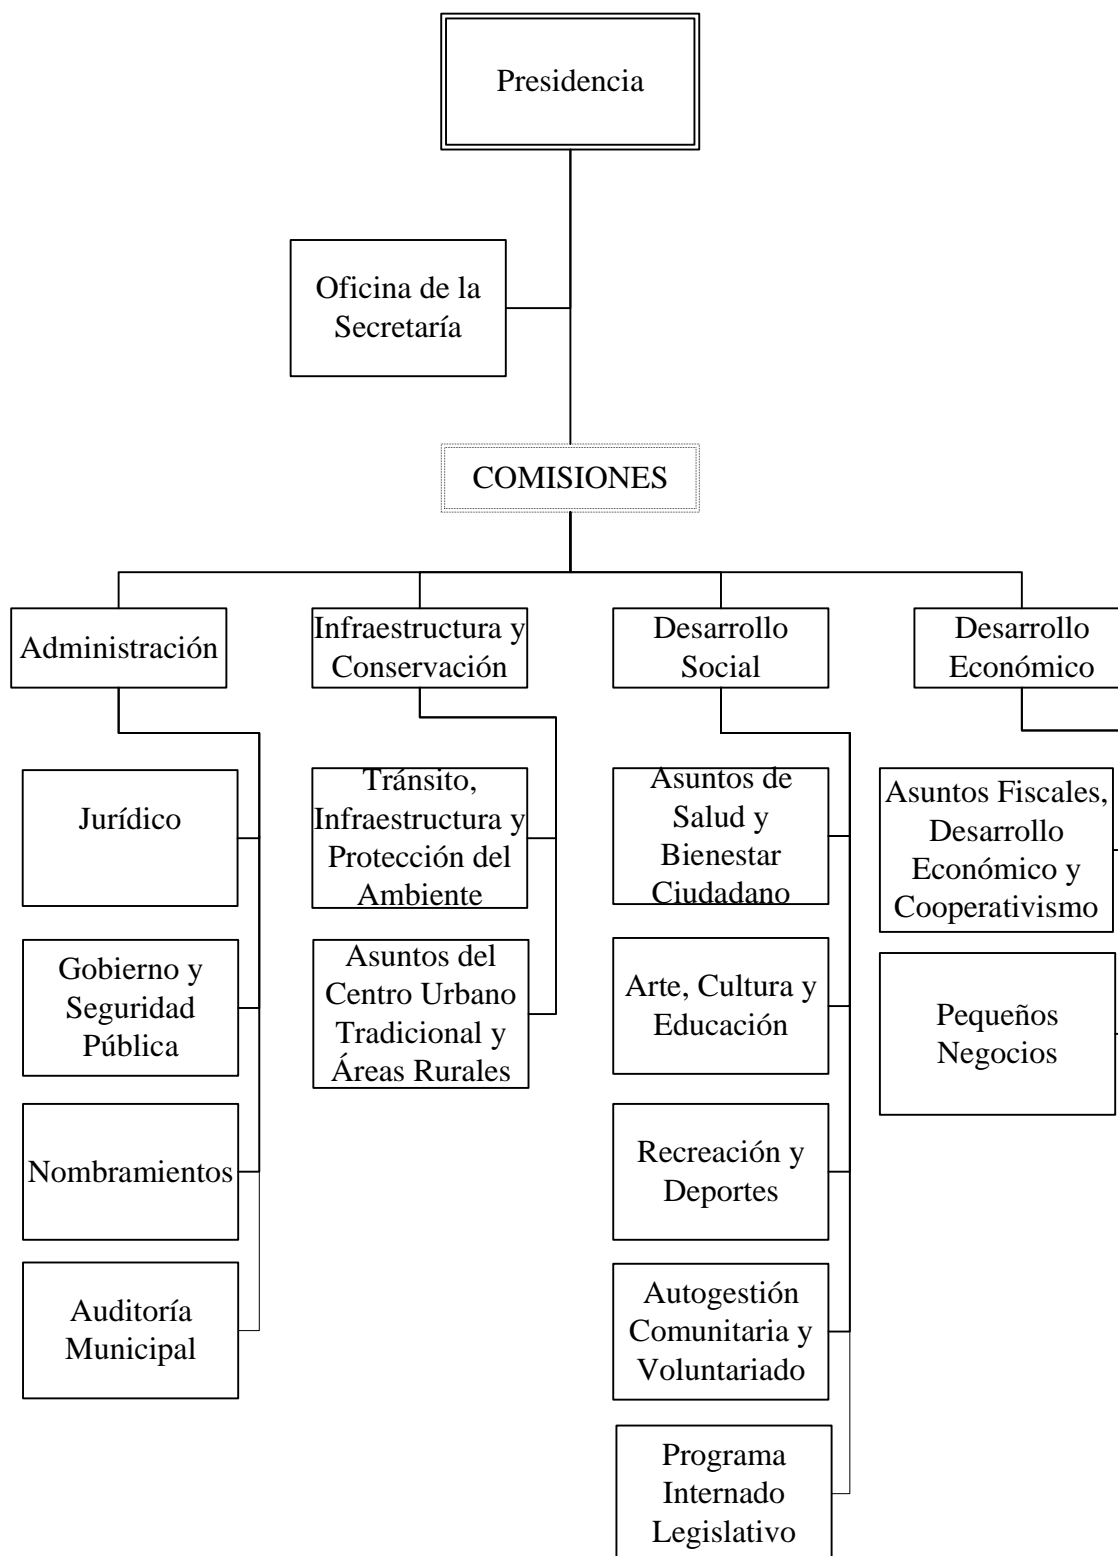 Presidencia
Oficina de la
Secretaría
COMISIONES
Administración
Infraestructura y
Conservación
Desarrollo
Social
Desarrollo
Económico
Jurídico
Gobierno y
Seguridad
Pública
Nombramientos
Auditoría
Municipal
Tránsito,
Infraestructura y
Protección del
Ambiente
Asuntos del
Centro Urbano
Tradicional y
Áreas Rurales
Asuntos de
Salud y
Bienestar
Ciudadano
Arte, Cultura y
Educación
Recreación y
Deportes
Autogestión
Comunitaria y
Voluntariado
Programa
Internado
Legislativo
Asuntos Fiscales,
Desarrollo
Económico y
Cooperativismo
Pequeños
Negocios